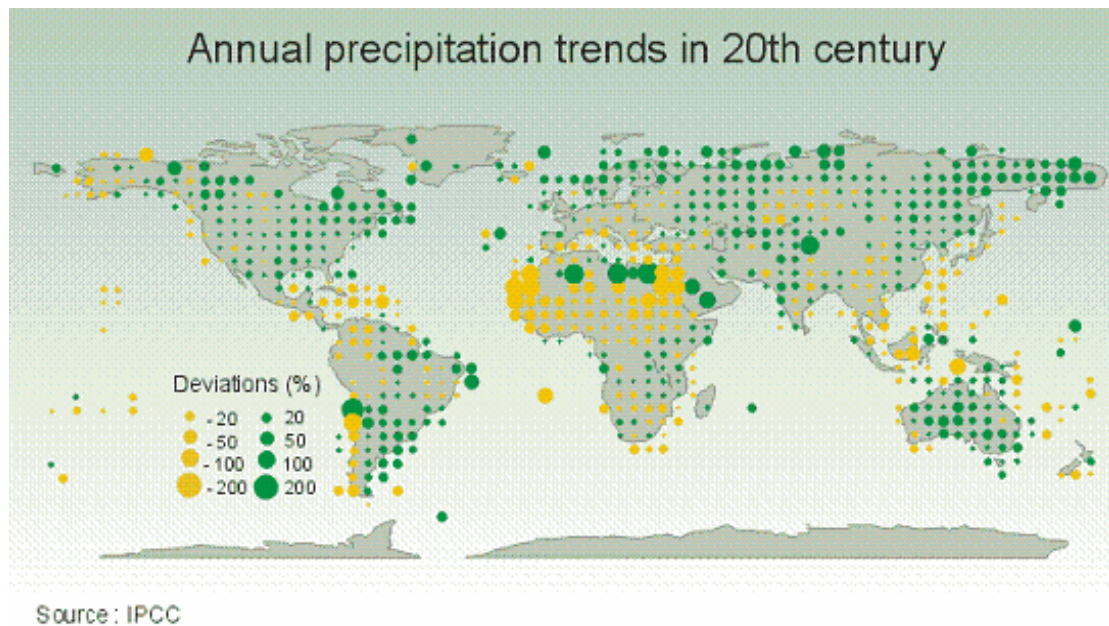 Annual precipitation trends in 20th century
Deviations (%)
- 20 20
- 50 50
- 100 100
- 200 200
Source : IPCC